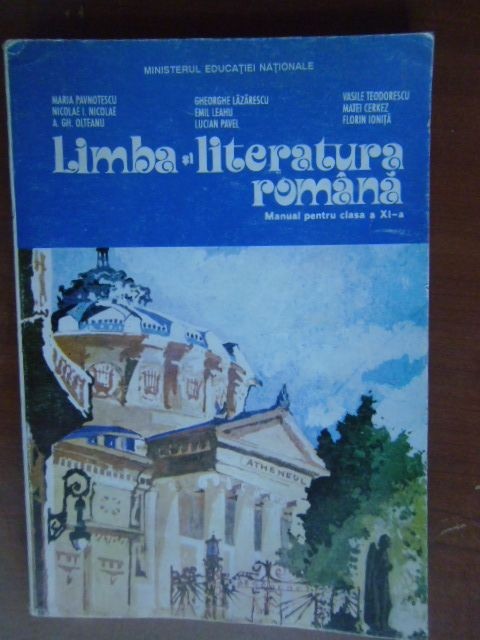 MINISTERUL EDUCAȚIEI NAȚIONALE
MARIA PAVNOTESCU
NICOLAE I. NICOLAE
A. GH. OLTEANU
GHEORGHE LĂZĂRESCU
EMIL LEAHU
LUCIAN PAVEL
VASILE TEODORESCU
MATEI CERKEZ
FLORIN IONIȚĂ
Limba și literatura
română
Manual pentru clasa a XI-a
ATHENEUL